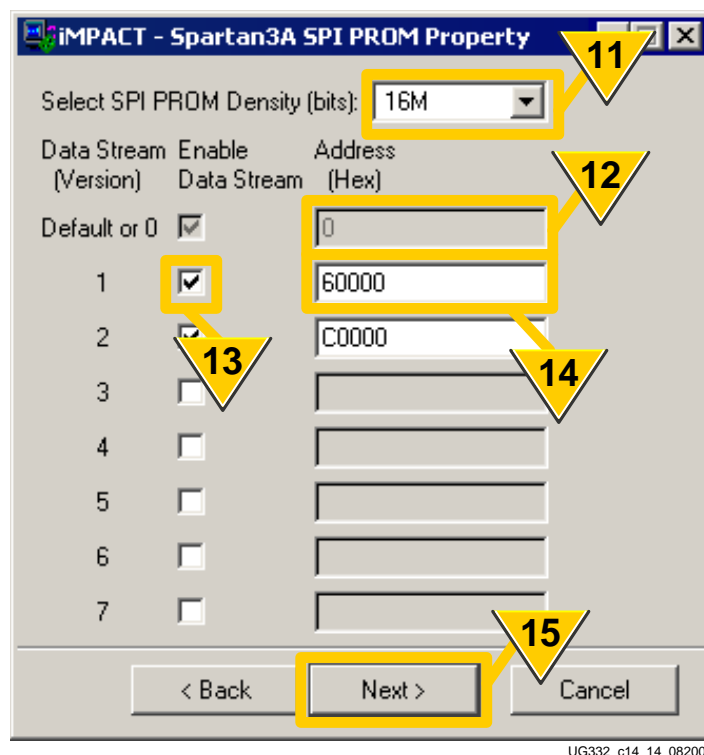 iMPACT - Spartan3A SPI PROM Property
11
Select SPI PROM Density (bits): 16M
Data Stream Enable Address
(Version) Data Stream (Hex)
12
Default or 0 0
1 60000
2 C0000
13
14
3
4
5
6
7
15
< Back Next > Cancel
UG332_c14_14_08200